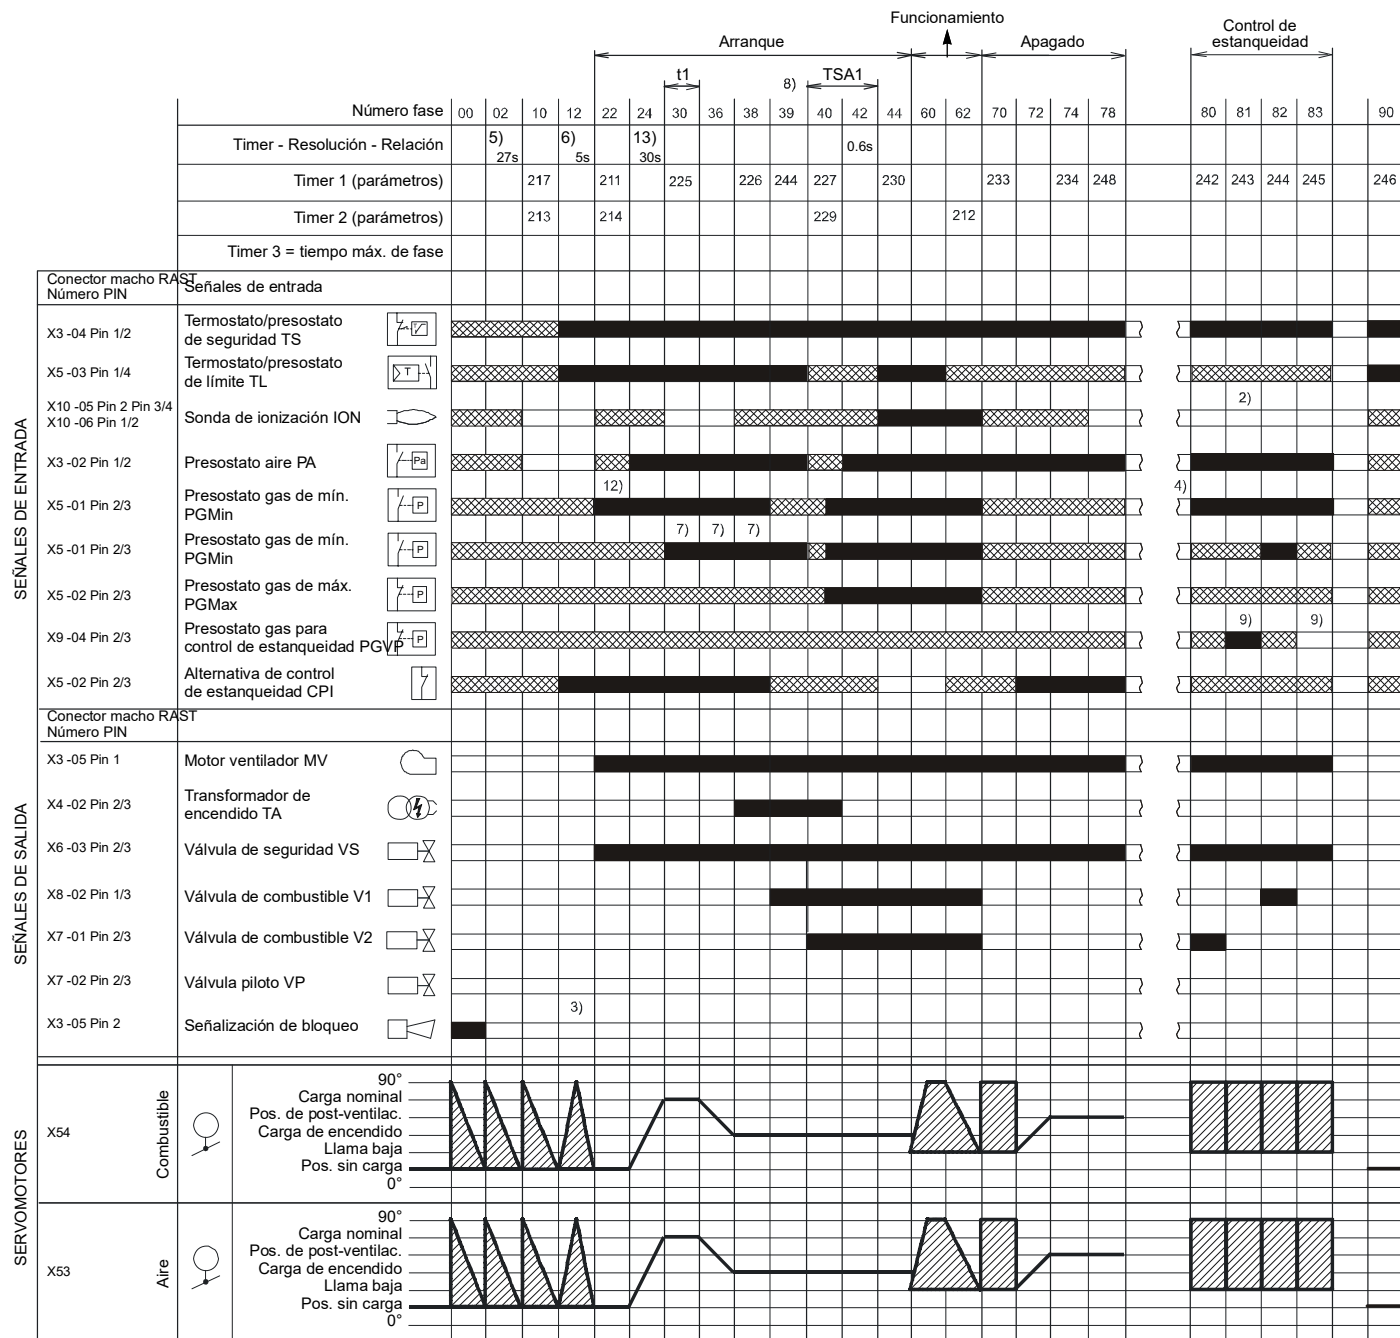 Funcionamiento
Arranque
Apagado
Control de
estanqueidad
t1
8)
TSA1
Número fase 00 02 10 12 22 24 30 36 38 39 40 42 44 60 62 70 72 74 78 80 81 82 83 90
Timer - Resolución - Relación 5) 27s 6) 5s 13) 30s 0.6s
Timer 1 (parámetros) 217 211 225 226 244 227 230 233 234 248 242 243 244 245 246
Timer 2 (parámetros) 213 214 229 212
Timer 3 = tiempo máx. de fase
Conector macho RAST
Número PIN
Señales de entrada
SEÑALES DE ENTRADA
X3 -04 Pin 1/2
Termostato/presostato
de seguridad TS
X5 -03 Pin 1/4
Termostato/presostato
de límite TL
T
2)
X10 -05 Pin 2 Pin 3/4
X10 -06 Pin 1/2
Sonda de ionización ION
X3 -02 Pin 1/2
Presostato aire PA
Pa
12)
4)
X5 -01 Pin 2/3
Presostato gas de mín.
PGMin
P
7) 7) 7)
X5 -01 Pin 2/3
Presostato gas de mín.
PGMin
P
X5 -02 Pin 2/3
Presostato gas de máx.
PGMax
P
9) 9)
X9 -04 Pin 2/3
Presostato gas para
control de estanqueidad PGVP
P
X5 -02 Pin 2/3
Alternativa de control
de estanqueidad CPI
Conector macho RAST
Número PIN
SEÑALES DE SALIDA
X3 -05 Pin 1
Motor ventilador MV
X4 -02 Pin 2/3
Transformador de
encendido TA
X6 -03 Pin 2/3
Válvula de seguridad VS
X8 -02 Pin 1/3
Válvula de combustible V1
X7 -01 Pin 2/3
Válvula de combustible V2
X7 -02 Pin 2/3
Válvula piloto VP
3)
X3 -05 Pin 2
Señalización de bloqueo
SERVOMOTORES
X54
Combustible
90°
Carga nominal
Pos. de post-ventilac.
Carga de encendido
Llama baja
Pos. sin carga
0°
X53
Aire
90°
Carga nominal
Pos. de post-ventilac.
Carga de encendido
Llama baja
Pos. sin carga
0°